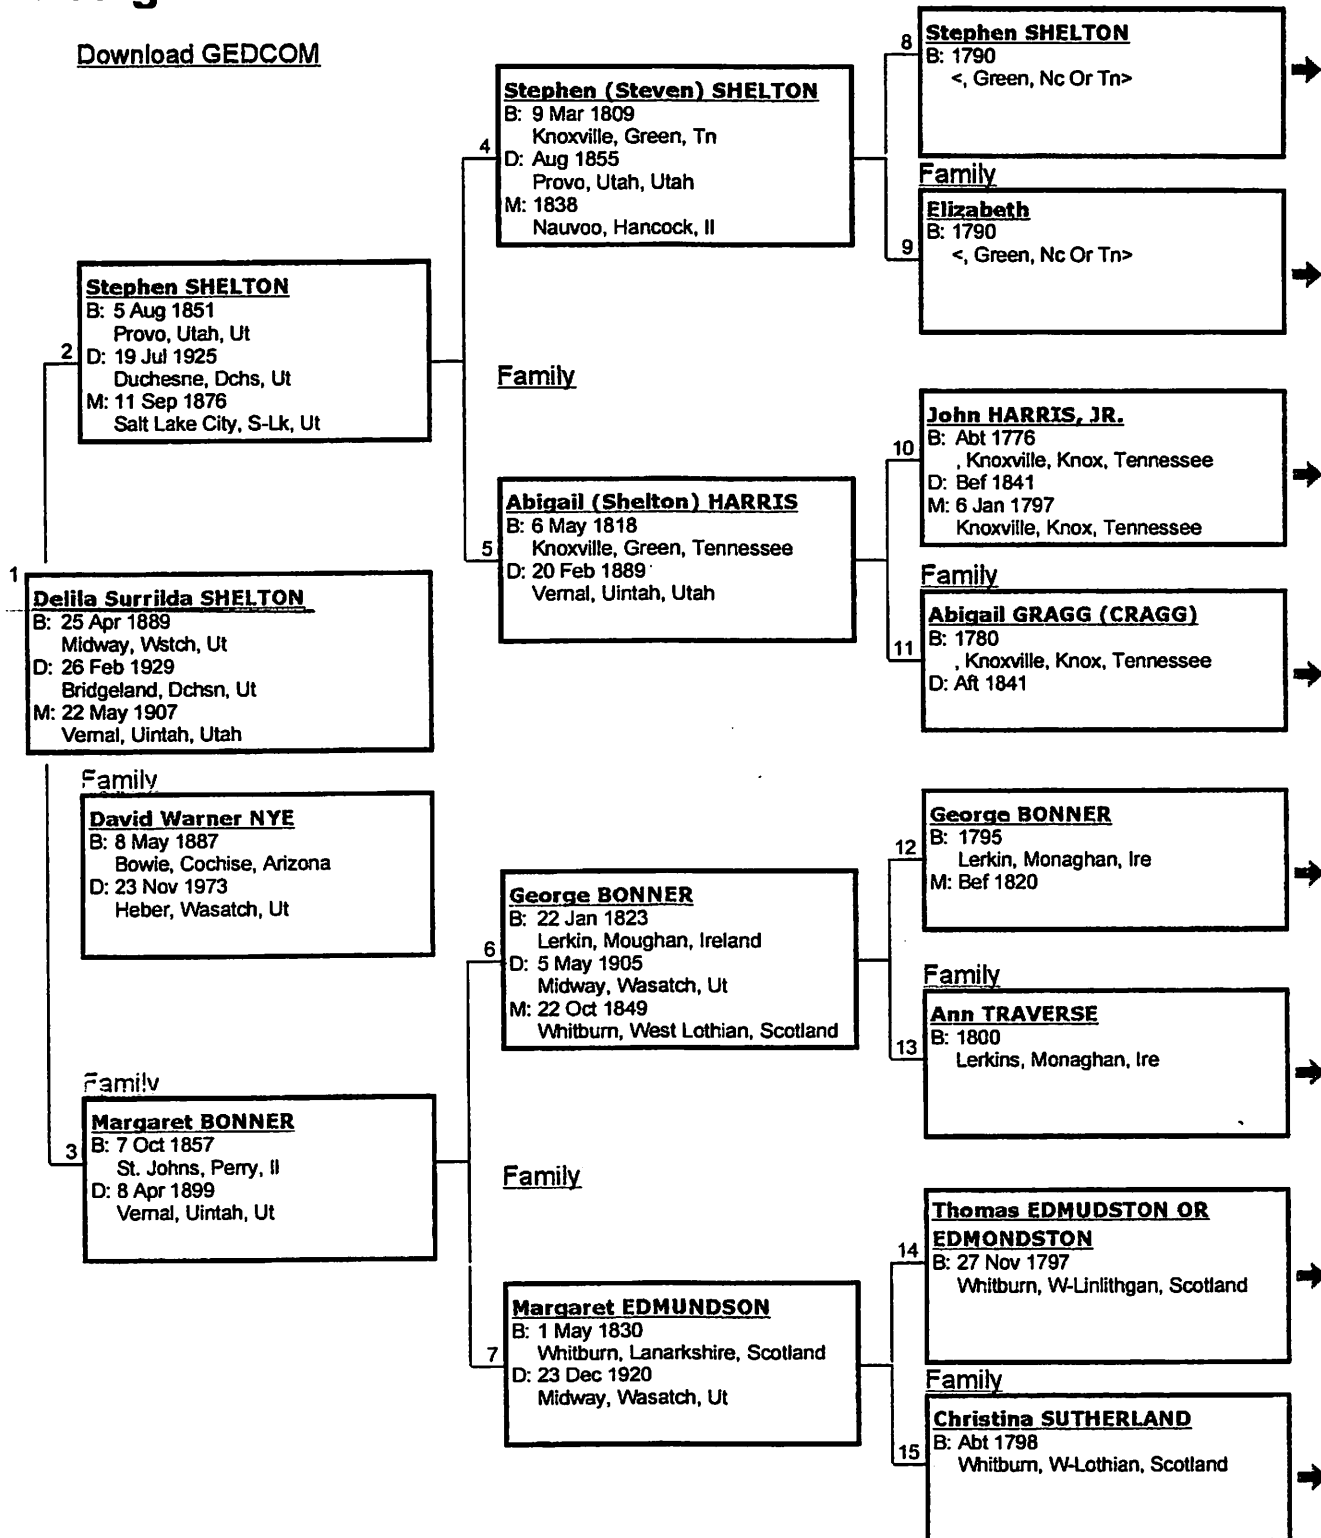 Download GEDCOM
1
Delila Surrilda SHELTON
B: 25 Apr 1889
Midway, Wstch, Ut
D: 26 Feb 1929
Bridgeland, Dchsn, Ut
M: 22 May 1907
Vernal, Uintah, Utah
Family
David Warner NYE
B: 8 May 1887
Bowie, Cochise, Arizona
D: 23 Nov 1973
Heber, Wasatch, Ut
2
Stephen SHELTON
B: 5 Aug 1851
Provo, Utah, Ut
D: 19 Jul 1925
Duchesne, Dchs, Ut
M: 11 Sep 1876
Salt Lake City, S-Lk, Ut
Family
3
Margaret BONNER
B: 7 Oct 1857
St. Johns, Perry, Il
D: 8 Apr 1899
Vernal, Uintah, Ut
4
Stephen (Steven) SHELTON
B: 9 Mar 1809
Knoxville, Green, Tn
D: Aug 1855
Provo, Utah, Utah
M: 1838
Nauvoo, Hancock, Il
Family
5
Abigail (Shelton) HARRIS
B: 6 May 1818
Knoxville, Green, Tennessee
D: 20 Feb 1889
Vernal, Uintah, Utah
6
George BONNER
B: 22 Jan 1823
Lerkin, Moughan, Ireland
D: 5 May 1905
Midway, Wasatch, Ut
M: 22 Oct 1849
Whitburn, West Lothian, Scotland
Family
7
Margaret EDMUNDSON
B: 1 May 1830
Whitburn, Lanarkshire, Scotland
D: 23 Dec 1920
Midway, Wasatch, Ut
8
Stephen SHELTON
B: 1790
<, Green, Nc Or Tn>
Family
9
Elizabeth
B: 1790
<, Green, Nc Or Tn>
10
John HARRIS, JR.
B: Abt 1776
, Knoxville, Knox, Tennessee
D: Bef 1841
M: 6 Jan 1797
Knoxville, Knox, Tennessee
Family
11
Abigail GRAGG (CRAGG)
B: 1780
, Knoxville, Knox, Tennessee
D: Aft 1841
12
George BONNER
B: 1795
Lerkin, Monaghan, Ire
M: Bef 1820
Family
13
Ann TRAVERSE
B: 1800
Lerkins, Monaghan, Ire
14
Thomas EDMUDSTON OR
EDMONDSTON
B: 27 Nov 1797
Whitburn, W-Linlithgan, Scotland
Family
15
Christina SUTHERLAND
B: Abt 1798
Whitburn, W-Lothian, Scotland